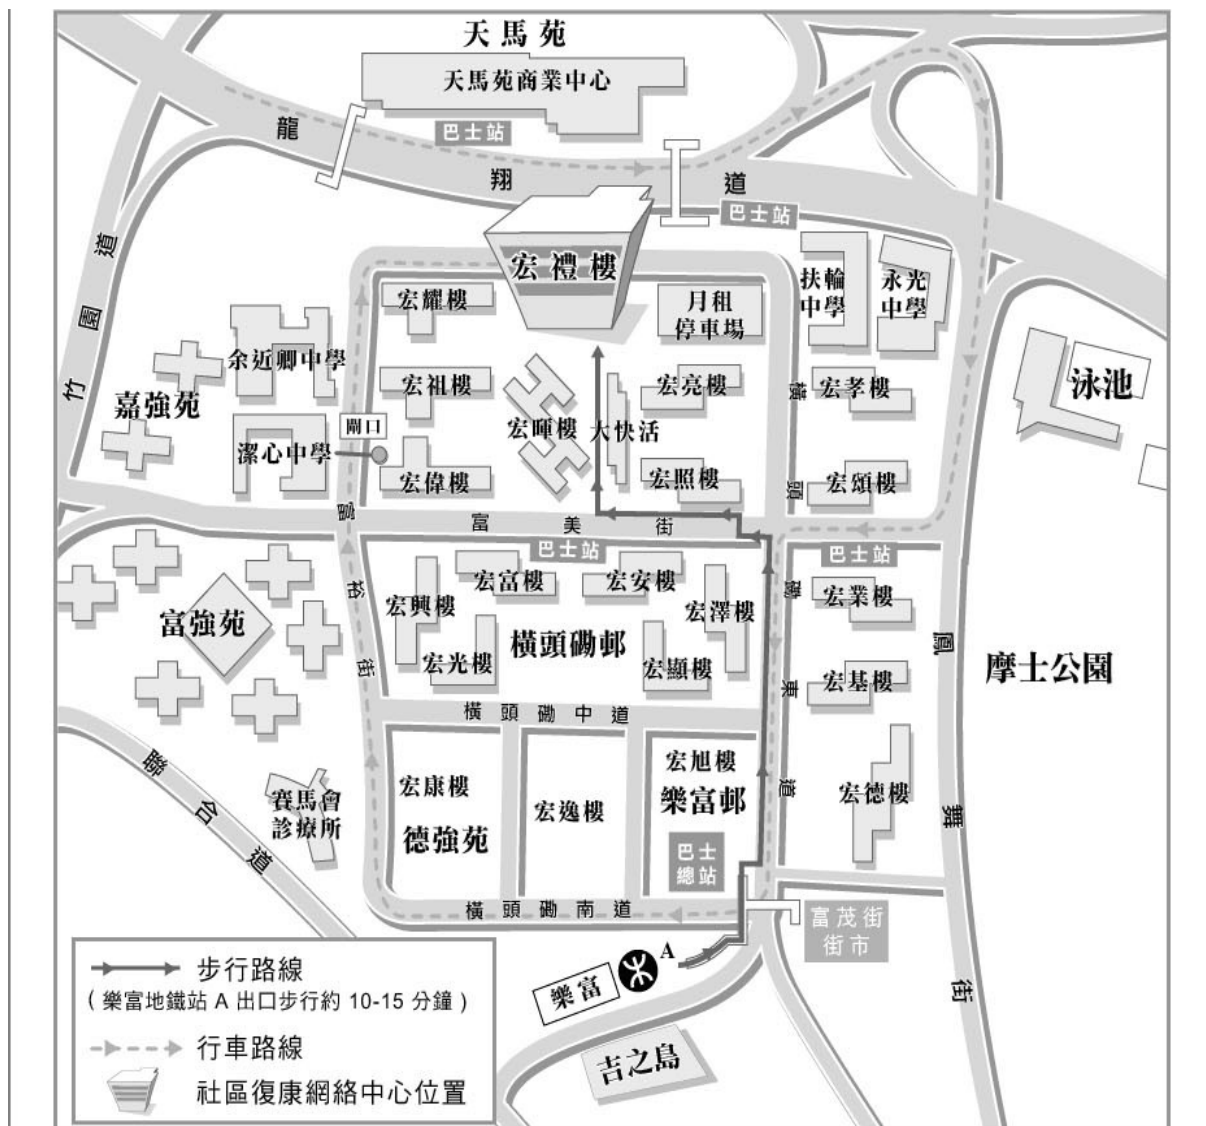 天馬苑
天馬苑商業中心
巴士站
龍
翔
道
巴士站
竹
園
道
宏禮樓
宏耀樓
月租
停車場
扶輪
中學
永光
中學
余近卿中學
嘉強苑
宏祖樓
宏暉樓
大快活
宏亮樓
宏孝樓
泳池
閘口
潔心中學
宏偉樓
宏照樓
宏頌樓
橫
頭
磡
東
道
富
美
街
巴士站
巴士站
富
裕
街
富強苑
宏興樓
宏富樓
宏安樓
宏澤樓
宏業樓
宏光樓
橫頭磡邨
宏顯樓
宏基樓
鳳
舞
街
摩士公園
橫頭磡中道
聯
合
道
賽馬會
診療所
宏康樓
德強苑
宏逸樓
宏旭樓
樂富邨
巴士
總站
宏德樓
橫頭磡南道
富茂街
街市
A
樂富
吉之島
步行路線
( 樂富地鐵站 A 出口步行約 10-15 分鐘 )
行車路線
社區復康網絡中心位置